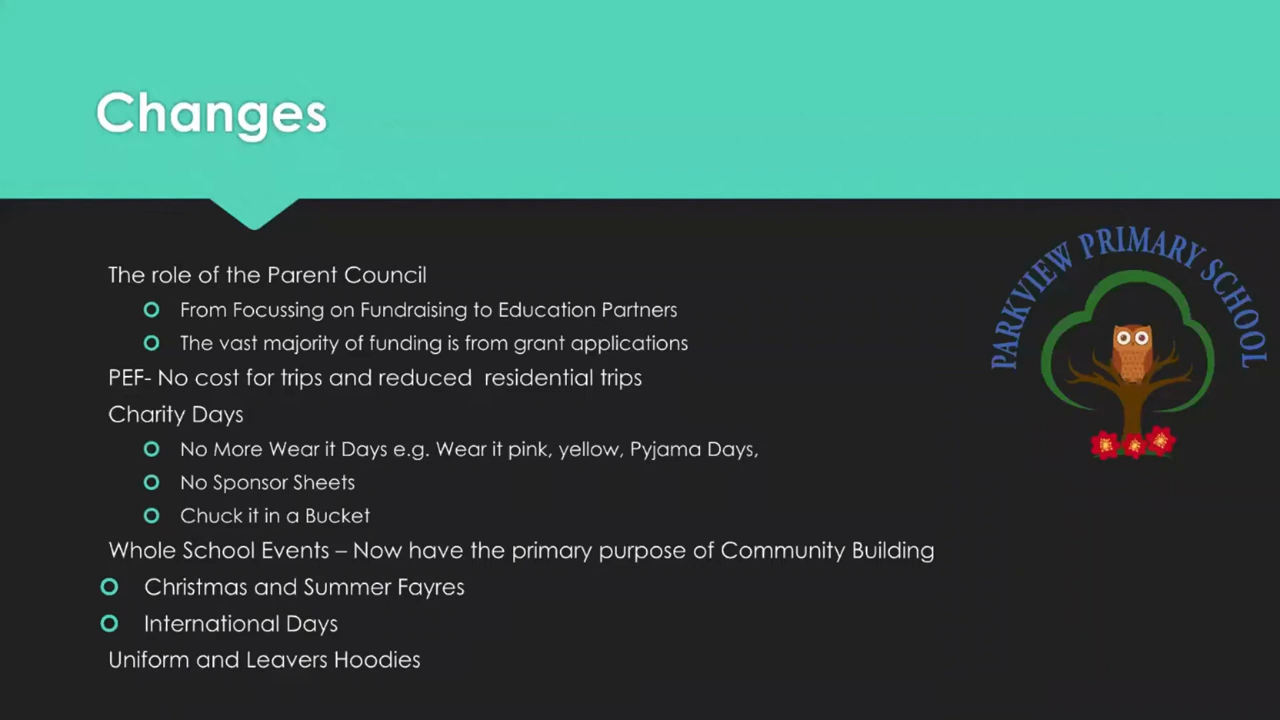 Changes
The role of the Parent Council
From Focussing on Fundraising to Education Partners
The vast majority of funding is from grant applications
PEF- No cost for trips and reduced  residential trips
Charity Days
No More Wear it Days e.g. Wear it pink, yellow, Pyjama Days,
No Sponsor Sheets
Chuck it in a Bucket
Whole School Events – Now have the primary purpose of Community Building
Christmas and Summer Fayres
International Days
Uniform and Leavers Hoodies
PARKVIEW PRIMARY SCHOOL